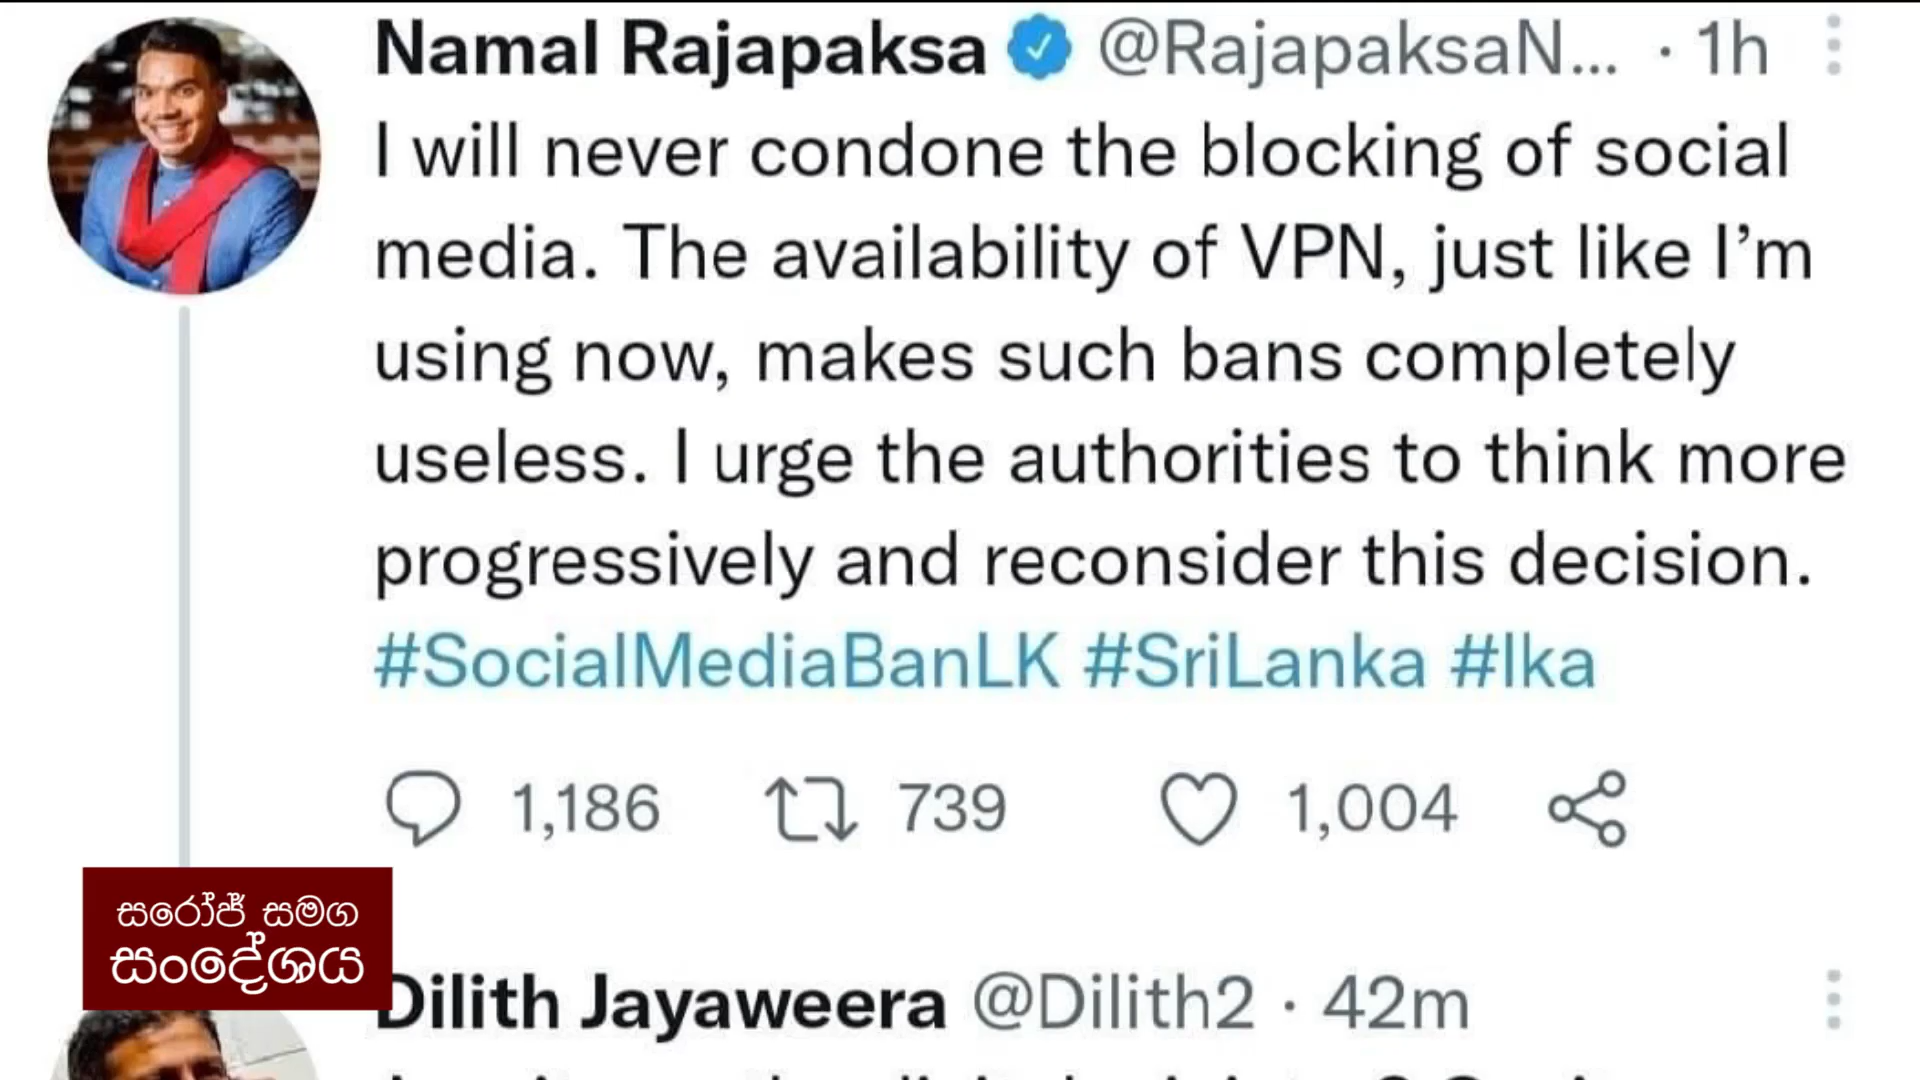 Namal Rajapaksa @RajapaksaN... · 1h
I will never condone the blocking of social
media. The availability of VPN, just like I’m
using now, makes such bans completely
useless. I urge the authorities to think more
progressively and reconsider this decision.
#SocialMediaBanLK #SriLanka #lka
1,186 739 1,004
සරෝජ් සමග
සංදේශය
Dilith Jayaweera @Dilith2 · 42m